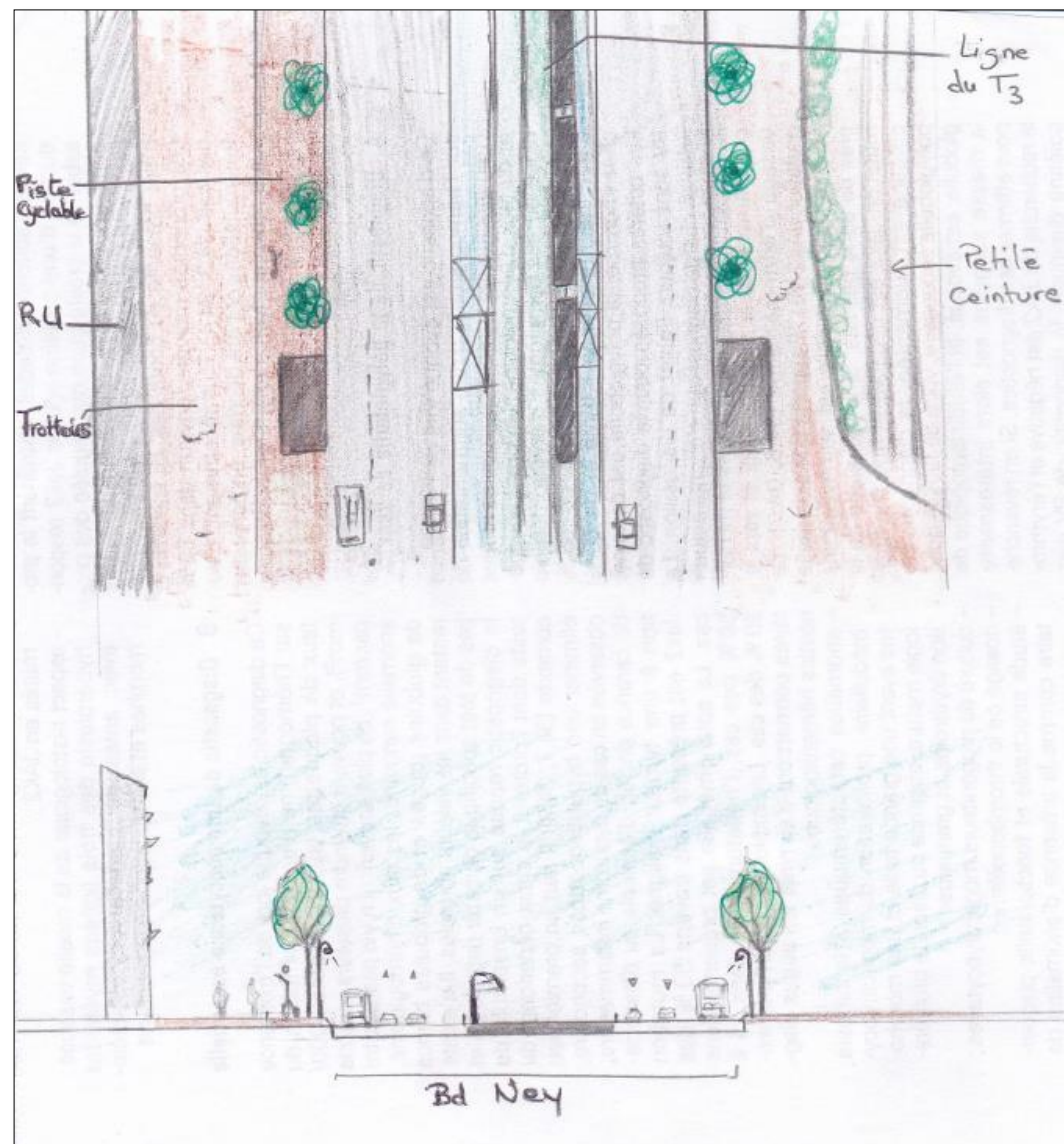 Ligne
du T3
Piste
Cyclable
Petite
Ceinture
RU
Trottoirs
Bd Ney